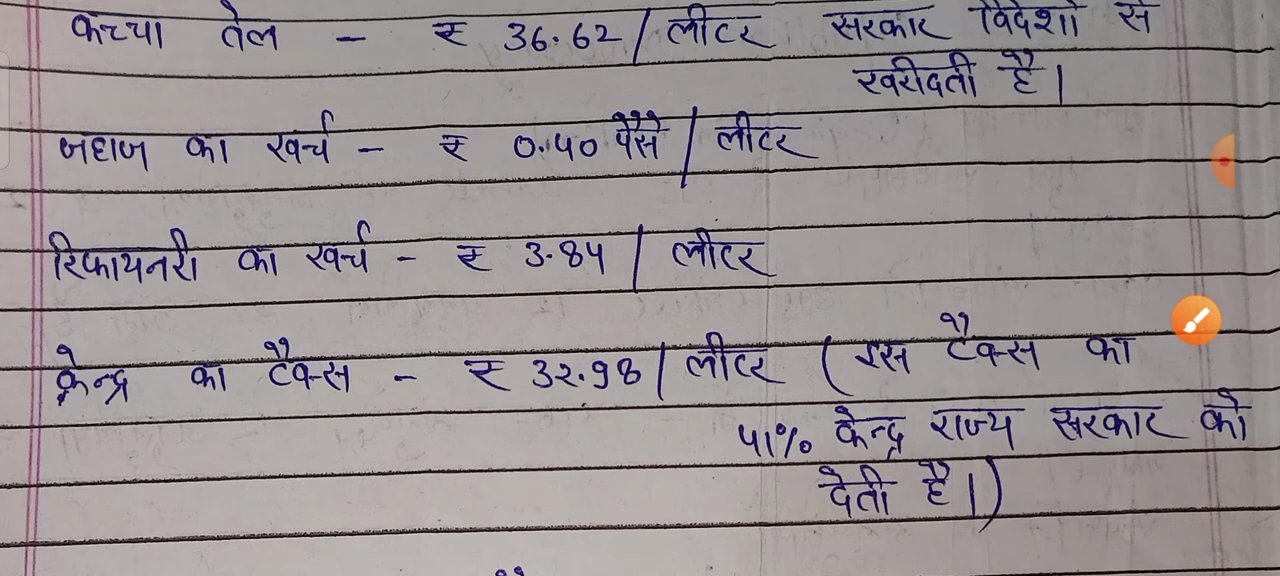 कच्चा तेल - ₹ 36.62/लीटर सरकार विदेशो से
खरीदती है।
जहाज का खर्च - ₹ 0.40 पैसे / लीटर
रिफायनरी का खर्च - ₹ 3.84 / लीटर
केन्द्र का टैक्स - ₹ 32.98 / लीटर ( इस टैक्स का
41% केन्द्र राज्य सरकार को
देती है।)